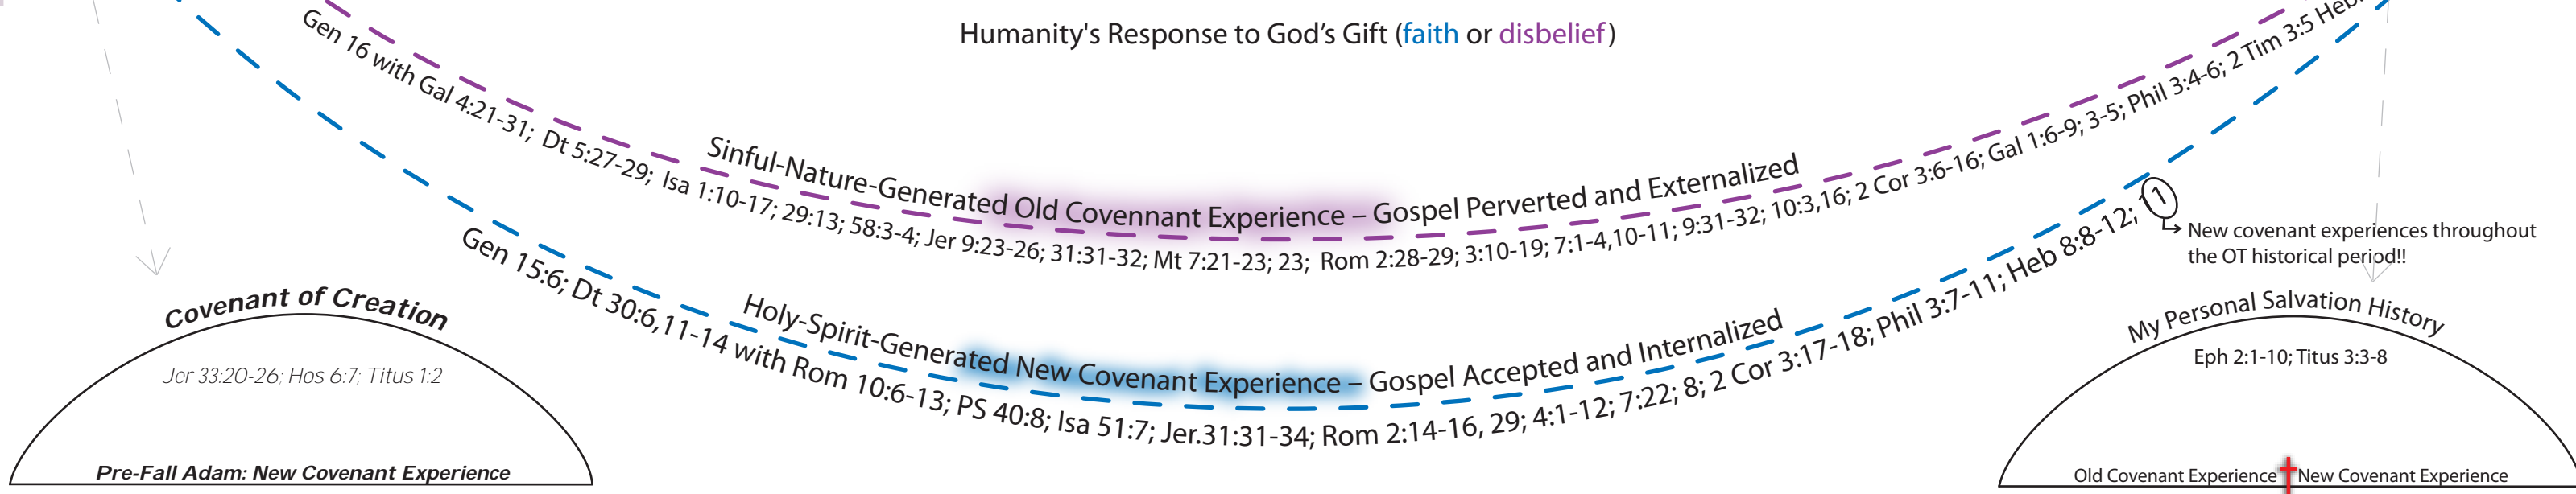 Humanity's Response to God's Gift (faith or disbelief)
Sinful-Nature-Generated Old Covennant Experience – Gospel Perverted and Externalized
Gen 16 with Gal 4:21-31; Dt 5:27-29; Isa 1:10-17; 29:13; 58:3-4; Jer 9:23-26; 31:31-32; Mt 7:21-23; 23; Rom 2:28-29; 3:10-19; 7:1-4,10-11; 9:31-32; 10:3,16; 2 Cor 3:6-16; Gal 1:6-9; 3-5; Phil 3:4-6; 2 Tim 3:5 Heb.
Holy-Spirit-Generated New Covenant Experience – Gospel Accepted and Internalized
Gen 15:6; Dt 30:6,11-14 with Rom 10:6-13; PS 40:8; Isa 51:7; Jer.31:31-34; Rom 2:14-16, 29; 4:1-12; 7:22; 8; 2 Cor 3:17-18; Phil 3:7-11; Heb 8:8-12; 11
New covenant experiences throughout
the OT historical period!!
Covenant of Creation
Jer 33:20-26; Hos 6:7; Titus 1:2
Pre-Fall Adam: New Covenant Experience
My Personal Salvation History
Eph 2:1-10; Titus 3:3-8
Old Covenant Experience New Covenant Experience